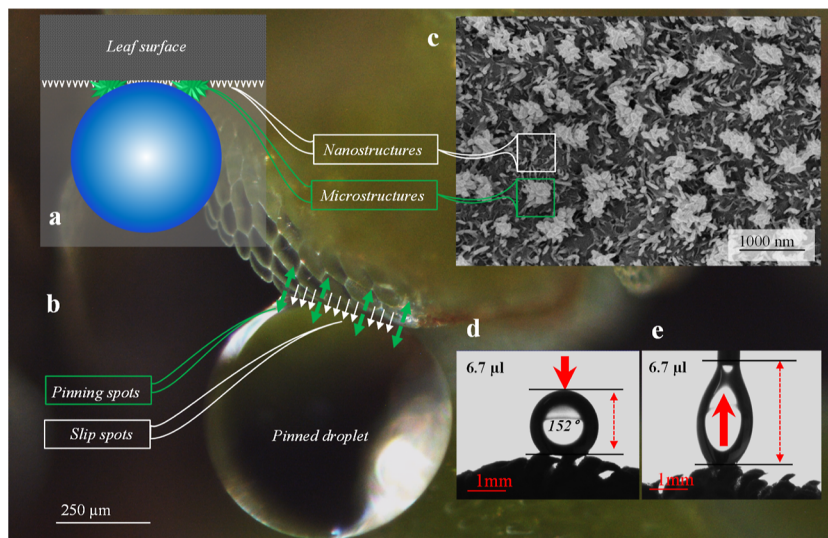 Leaf surface
a
c
Nanostructures
Microstructures
1000 nm
b
Pinning spots
Slip spots
Pinned droplet
250 µm
d
6.7 µl
152°
1mm
e
6.7 µl
1mm